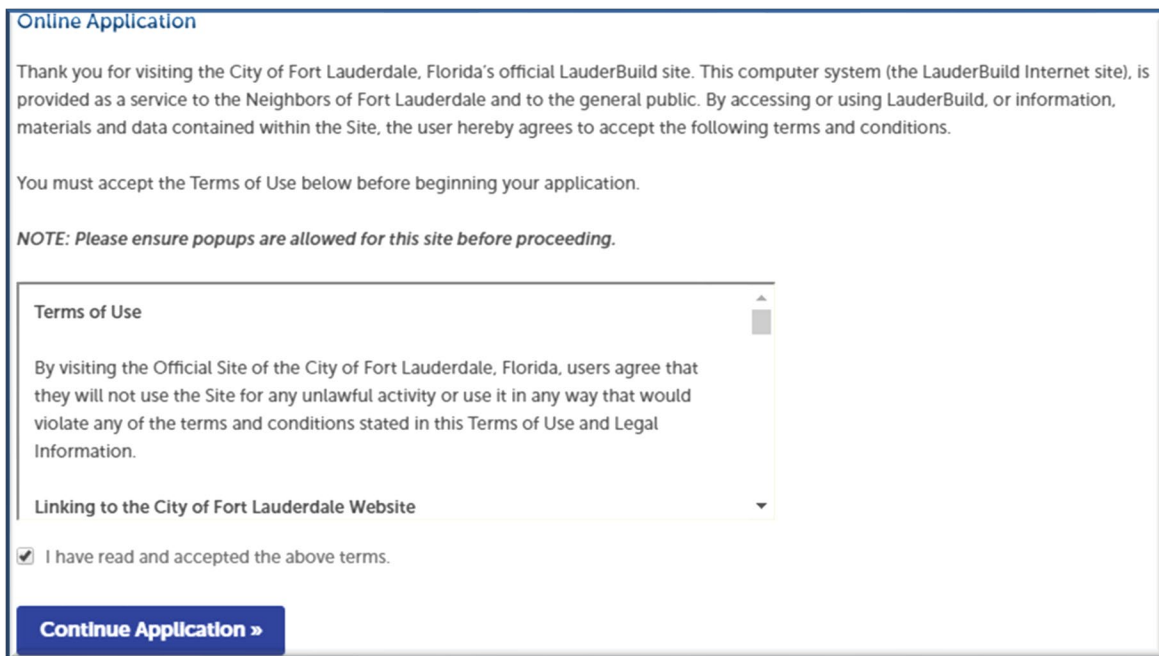 Online Application
Thank you for visiting the City of Fort Lauderdale, Florida's official LauderBuild site. This computer system (the LauderBuild Internet site), is
provided as a service to the Neighbors of Fort Lauderdale and to the general public. By accessing or using LauderBuild, or information,
materials and data contained within the Site, the user hereby agrees to accept the following terms and conditions.
You must accept the Terms of Use below before beginning your application.
NOTE: Please ensure popups are allowed for this site before proceeding.
Terms of Use
By visiting the Official Site of the City of Fort Lauderdale, Florida, users agree that
they will not use the Site for any unlawful activity or use it in any way that would
violate any of the terms and conditions stated in this Terms of Use and Legal
Information.
Linking to the City of Fort Lauderdale Website
I have read and accepted the above terms.
Continue Application »